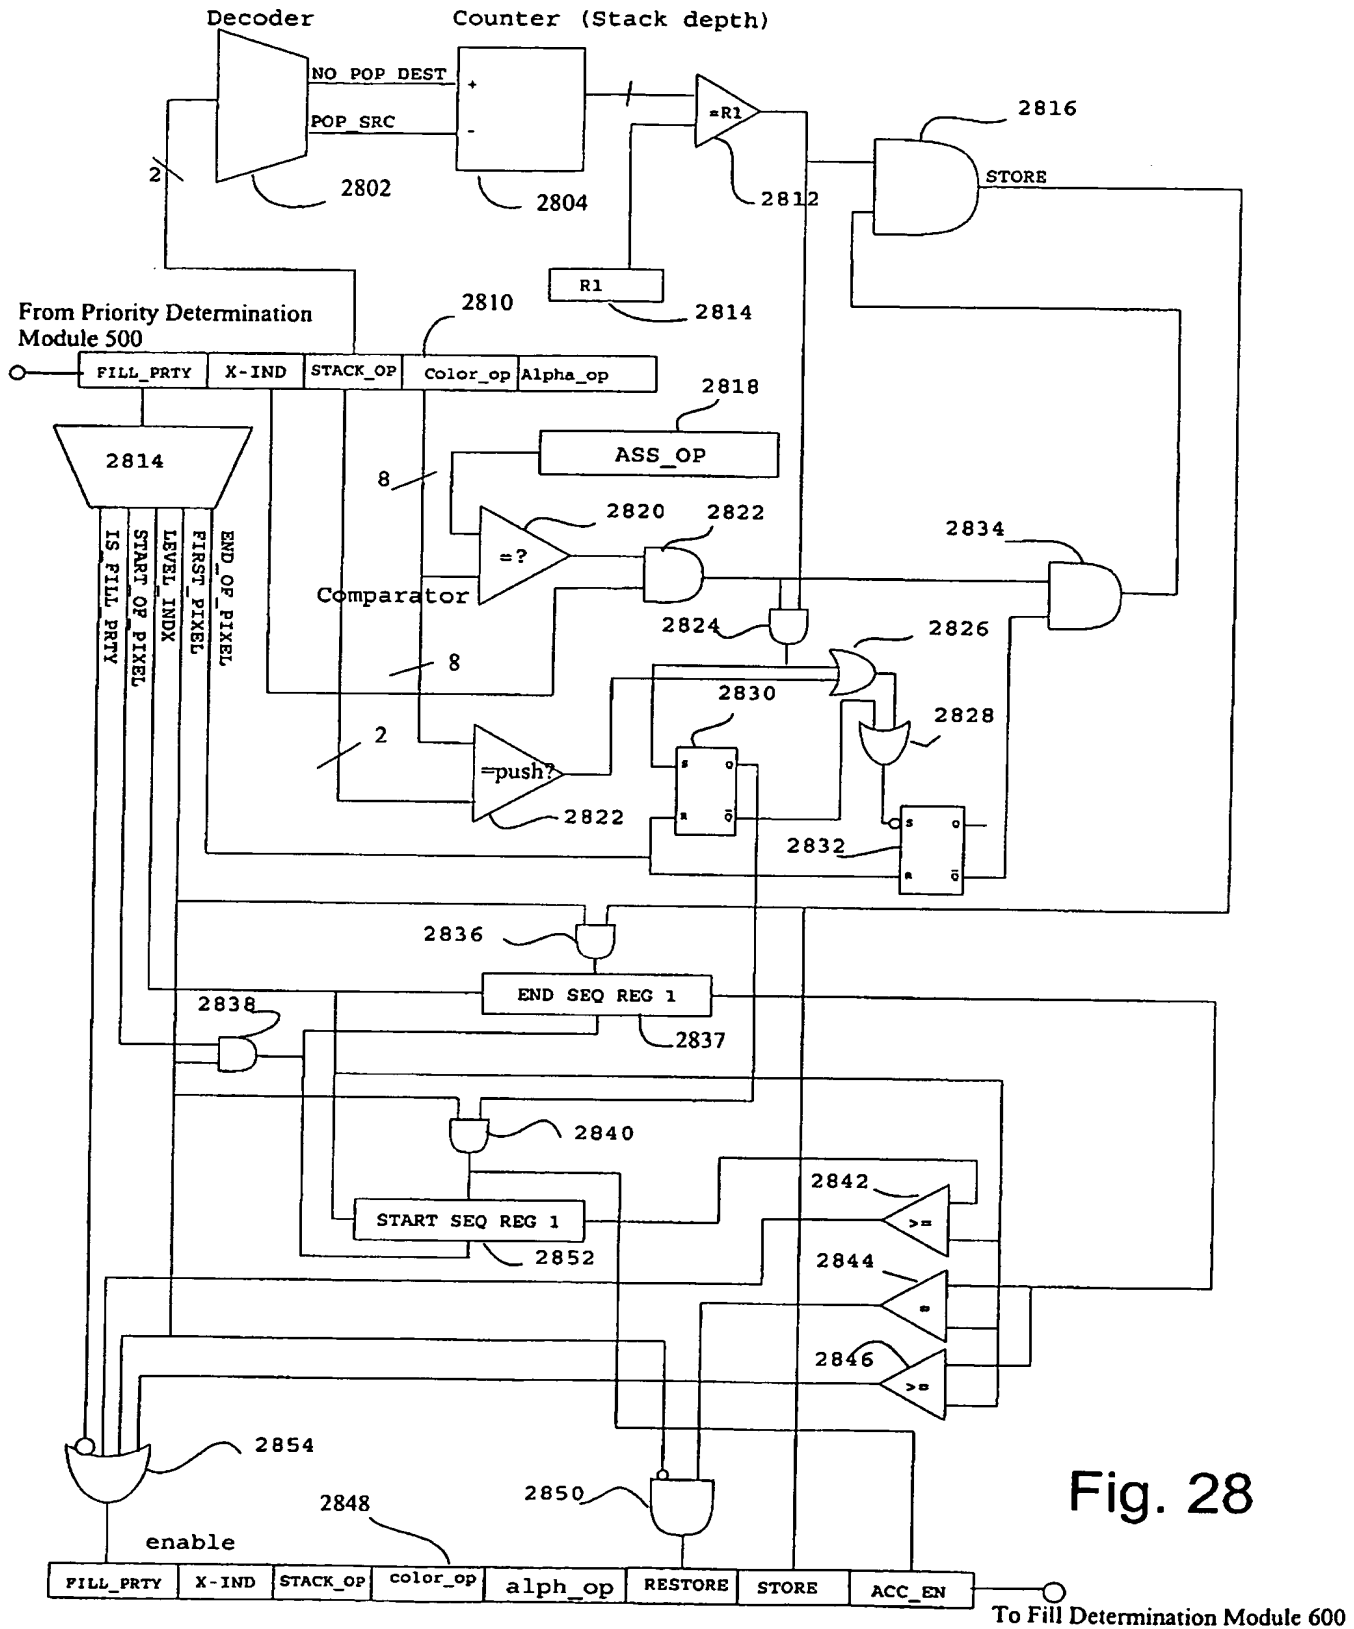 Decoder
Counter (Stack depth)
NO_POP_DEST
+
POP_SRC
-
2
2802
2804
=R1
2812
2816
STORE
R1
2814
From Priority Determination
Module 500
2810
FILL_PRTY X-IND STACK_OP Color_op Alpha_op
2814
2818
ASS_OP
8
2820
=?
Comparator
2822
2834
IS_FILL_PRTY
START_OF_PIXEL
LEVEL_INDX
FIRST_PIXEL
END_OF_PIXEL
2824
2826
8
2830
2828
2
=push?
2822
S Q
R Q̅
2832
S Q
R Q̅
2836
END SEQ REG 1
2837
2838
2840
START SEQ REG 1
2852
2842
>=
2844
=
2846
>=
2854
2850
2848
Fig. 28
enable
FILL_PRTY X-IND STACK_OP color_op alph_op RESTORE STORE ACC_EN
To Fill Determination Module 600